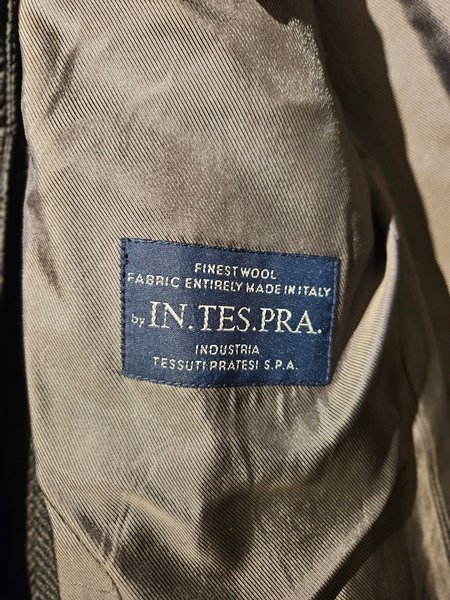 FINEST WOOL
FABRIC ENTIRELY MADE IN ITALY
by IN.TES.PRA.
INDUSTRIA
TESSUTI PRATESI S.P.A.